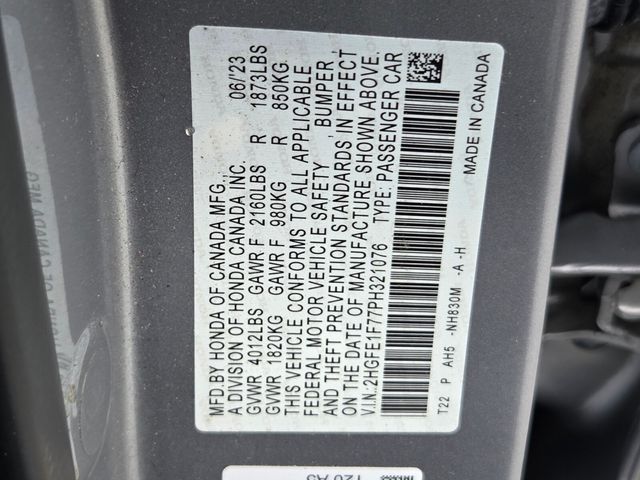 MFD.BY HONDA OF CANADA MFG. 06/'23
A DIVISION OF HONDA CANADA INC.
GVWR 4012LBS GAWR F 2160LBS R 1873LBS
GVWR 1820KG GAWR F 980KG R 850KG
THIS VEHICLE CONFORMS TO ALL APPLICABLE
FEDERAL MOTOR VEHICLE SAFETY , BUMPER ,
AND THEFT PREVENTION STANDARDS IN EFFECT
ON THE DATE OF MANUFACTURE SHOWN ABOVE.
V.I.N.:2HGFE1F77PH321076 TYPE: PASSENGER CAR
T22 P AH5 -NH830M -A -H MADE IN CANADA
T20 A3